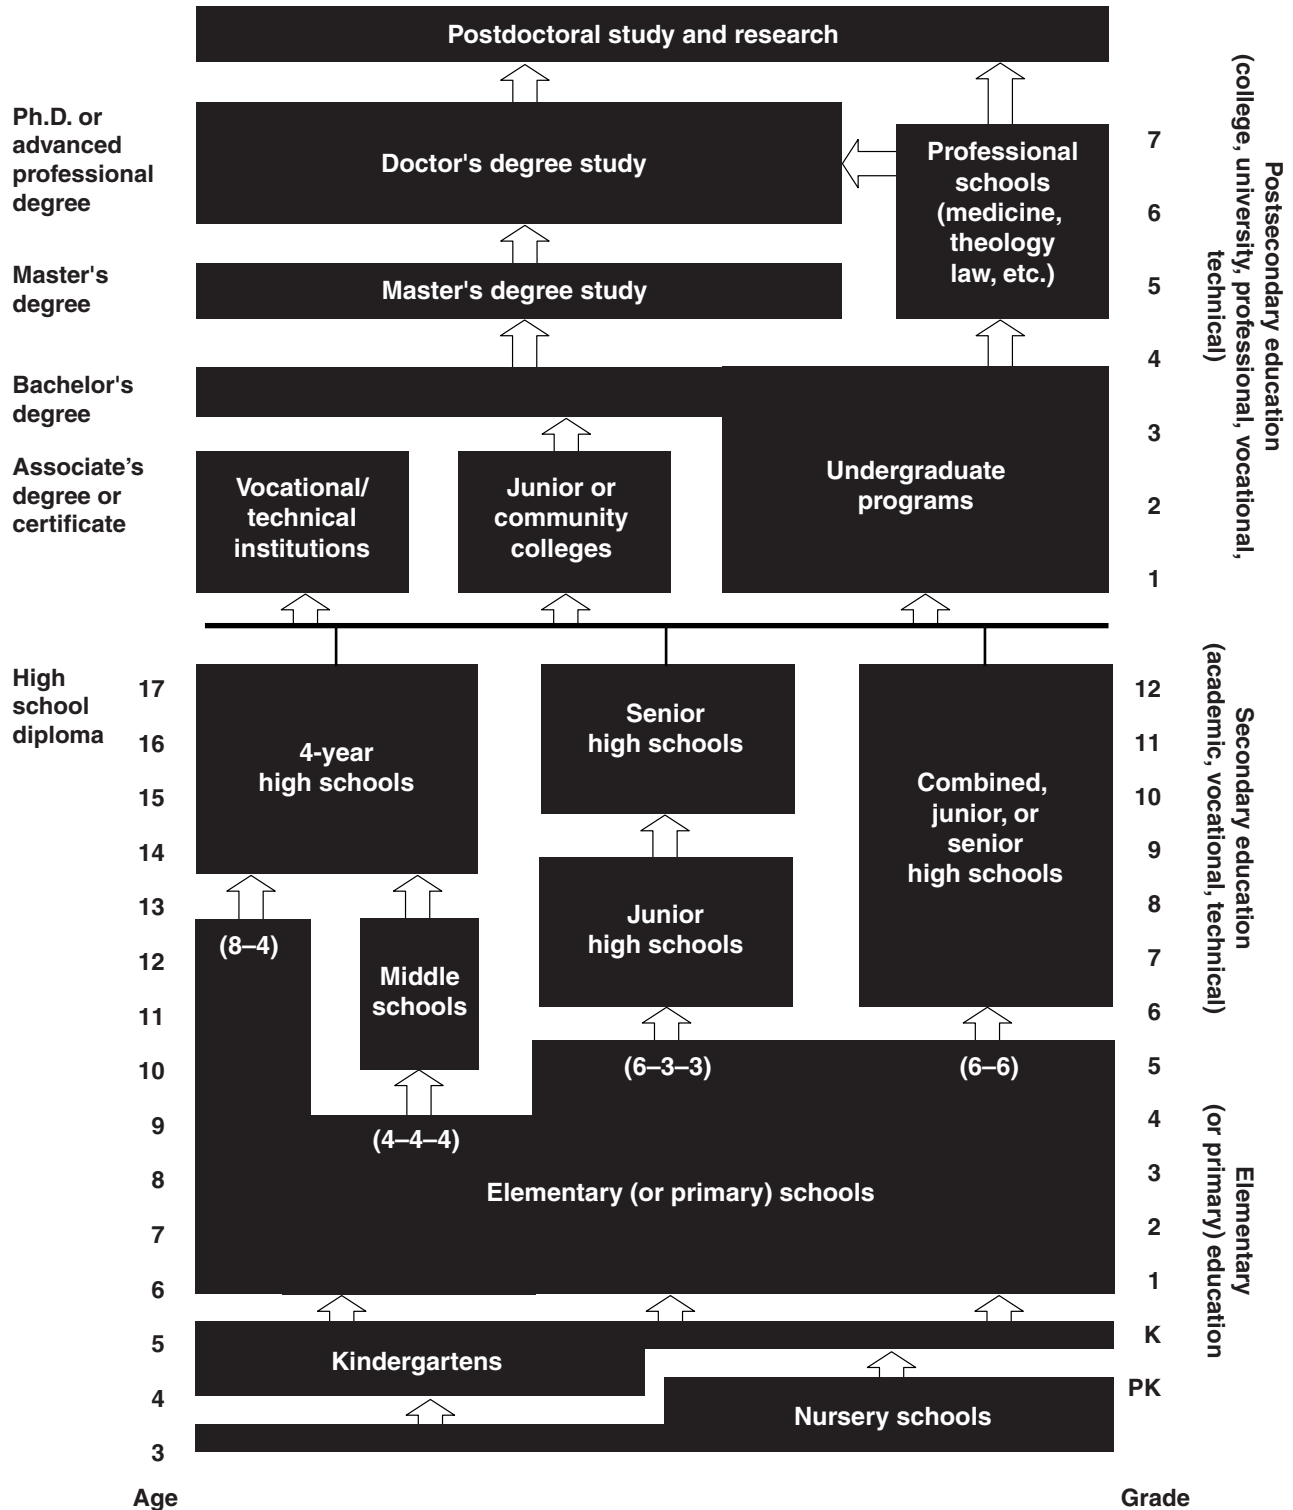 Postdoctoral study and research
Ph.D. or
advanced
professional
degree
Doctor's degree study
Professional
schools
(medicine,
theology
law, etc.)
7
6
5
4
3
2
1
Postsecondary education
(college, university, professional, vocational,
technical)
Master's
degree
Master's degree study
Bachelor's
degree
Associate’s
degree or
certificate
Vocational/
technical
institutions
Junior or
community
colleges
Undergraduate
programs
High
school
diploma
17
16
15
14
13
12
11
10
9
8
7
6
5
4
3
Age
4-year
high schools
Senior
high schools
Combined,
junior, or
senior
high schools
Junior
high schools
(8–4)
Middle
schools
(4–4–4)
(6–3–3)
(6–6)
Elementary (or primary) schools
Kindergartens
Nursery schools
12
11
10
9
8
7
6
5
4
3
2
1
K
PK
Grade
Secondary education
(academic, vocational, technical)
Elementary
(or primary) education